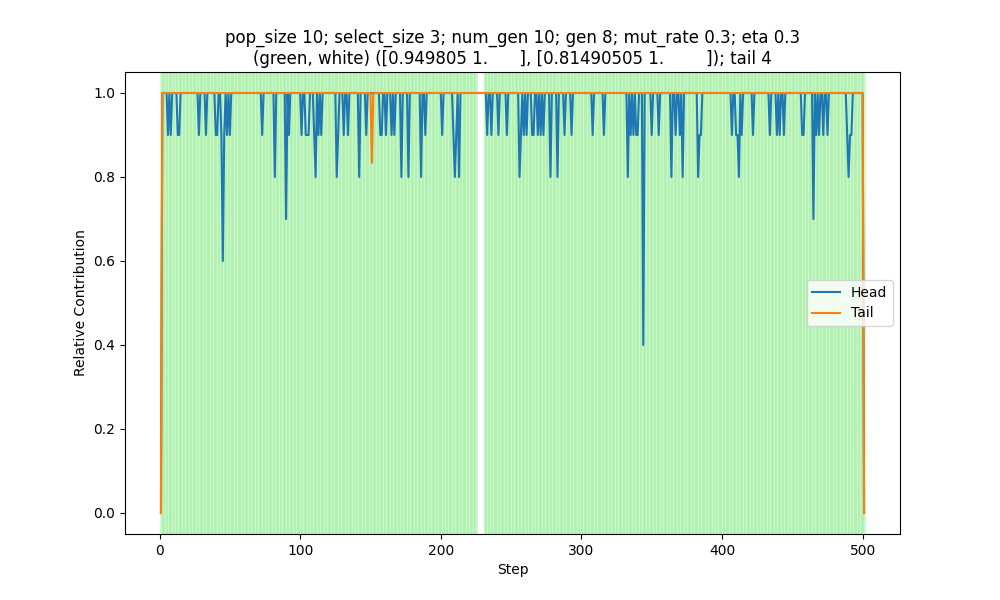 pop_size 10; select_size 3; num_gen 10; gen 8; mut_rate 0.3; eta 0.3
(green, white) ([0.949805 1.      ], [0.81490505 1.        ]); tail 4
1.0
0.8
0.6
0.4
0.2
0.0
Relative Contribution
Head
Tail
0 100 200 300 400 500
Step